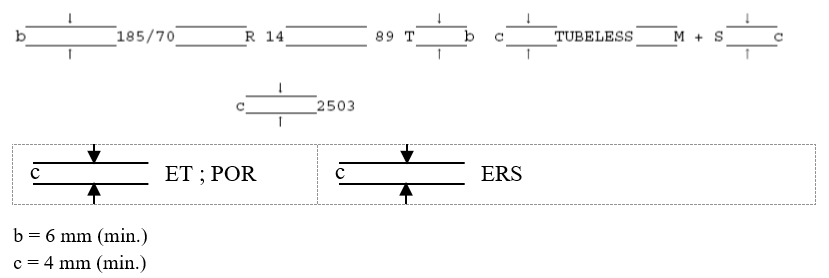 b 185/70 R 14 89 T b c TUBELESS M + S c
c 2503
c ET ; POR c ERS
b = 6 mm (min.)
c = 4 mm (min.)